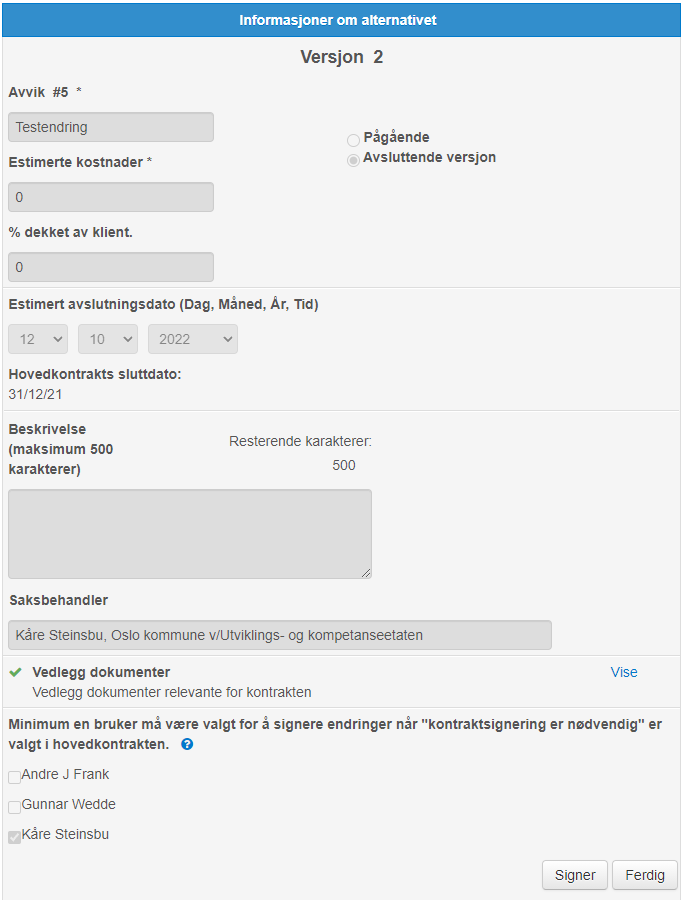 Informasjoner om alternativet
Versjon 2
Avvik #5 *
Testendring
Pågående
Avsluttende versjon
Estimerte kostnader *
0
% dekket av klient.
0
Estimert avslutningsdato (Dag, Måned, År, Tid)
12 10 2022
Hovedkontrakts sluttdato:
31/12/21
Beskrivelse
(maksimum 500
karakterer)
Resterende karakterer:
500
Saksbehandler
Kåre Steinsbu, Oslo kommune v/Utviklings- og kompetanseetaten
Vedlegg dokumenter
Vise
Vedlegg dokumenter relevante for kontrakten
Minimum en bruker må være valgt for å signere endringer når "kontraktsignering er nødvendig" er
valgt i hovedkontrakten. ?
Andre J Frank
Gunnar Wedde
Kåre Steinsbu
Signer Ferdig